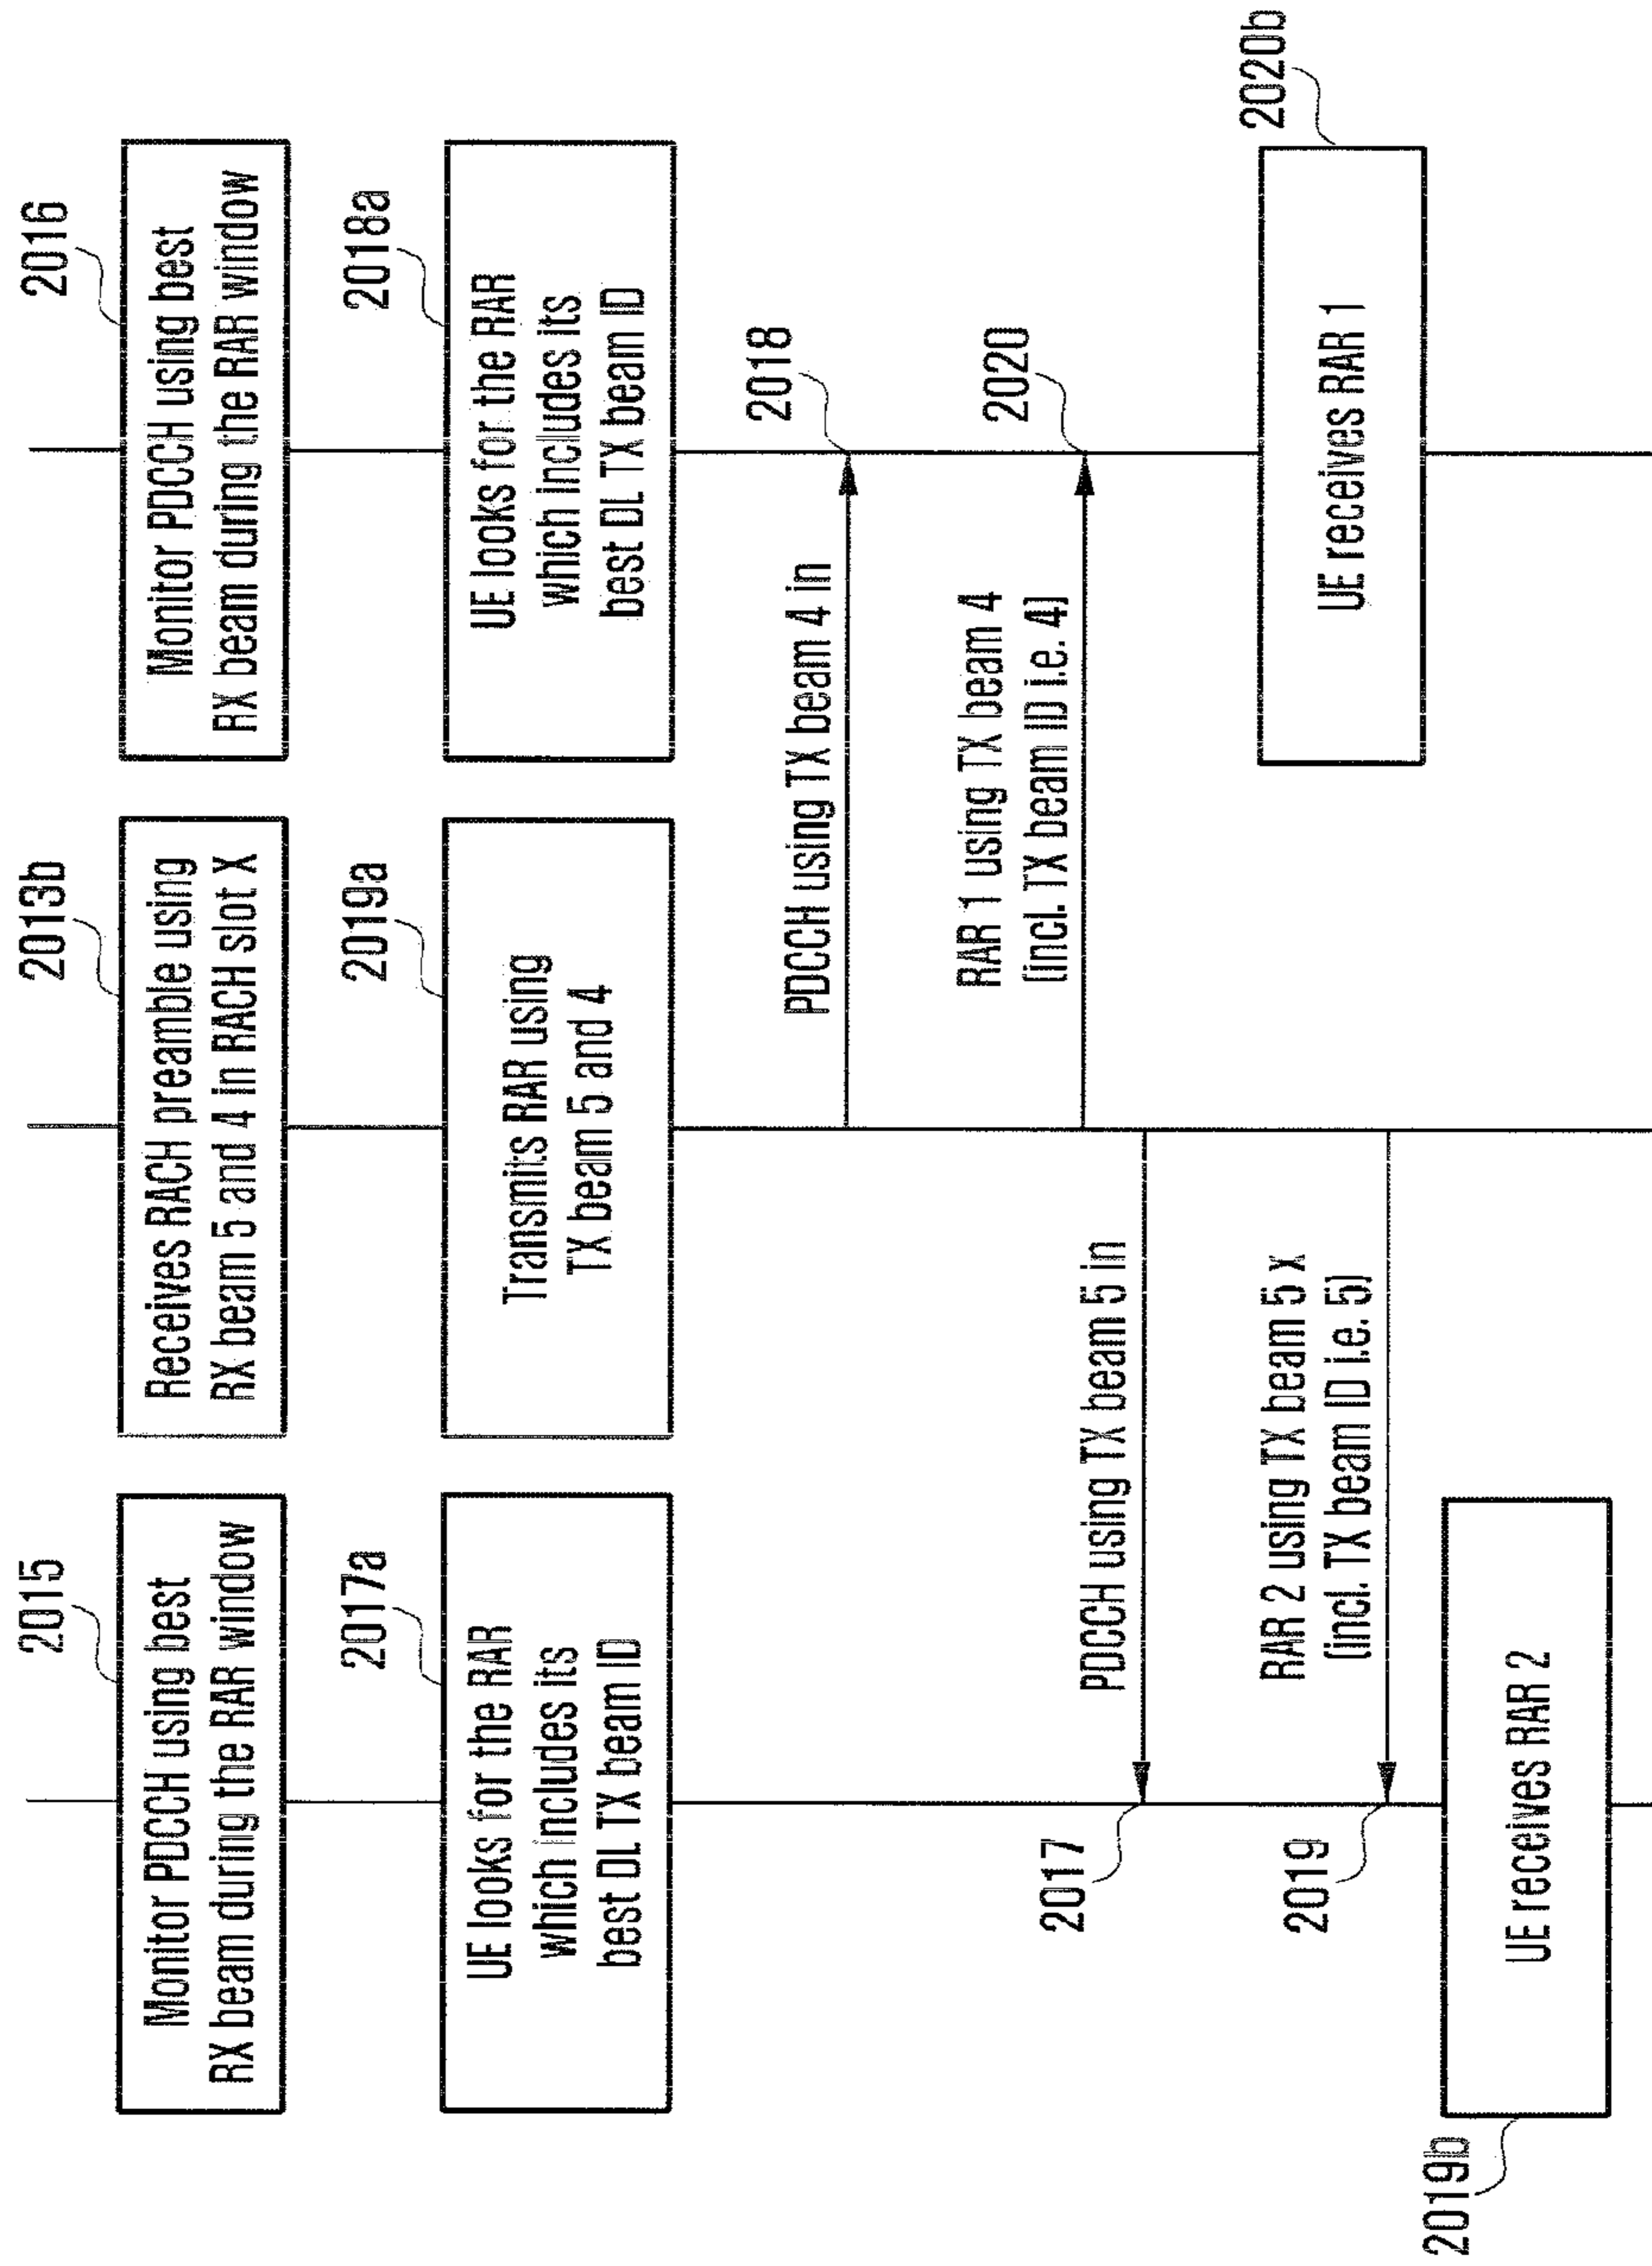 2015
Monitor PDCCH using best
RX beam during the RAR window
2013b
Receives RACH preamble using
RX beam 5 and 4 in RACH slot X
2016
Monitor PDCCH using best
RX beam during the RAR window
2017a
UE looks for the RAR
which includes its
best DL TX beam ID
2019a
Transmits RAR using
TX beam 5 and 4
2018a
UE looks for the RAR
which includes its
best DL TX beam ID
PDCCH using TX beam 4 in
2018
RAR 1 using TX beam 4
(incl. TX beam ID i.e. 4)
2020
2017
PDCCH using TX beam 5 in
2019
RAR 2 using TX beam 5 x
(incl. TX beam ID i.e. 5)
2020b
UE receives RAR 1
2019b
UE receives RAR 2